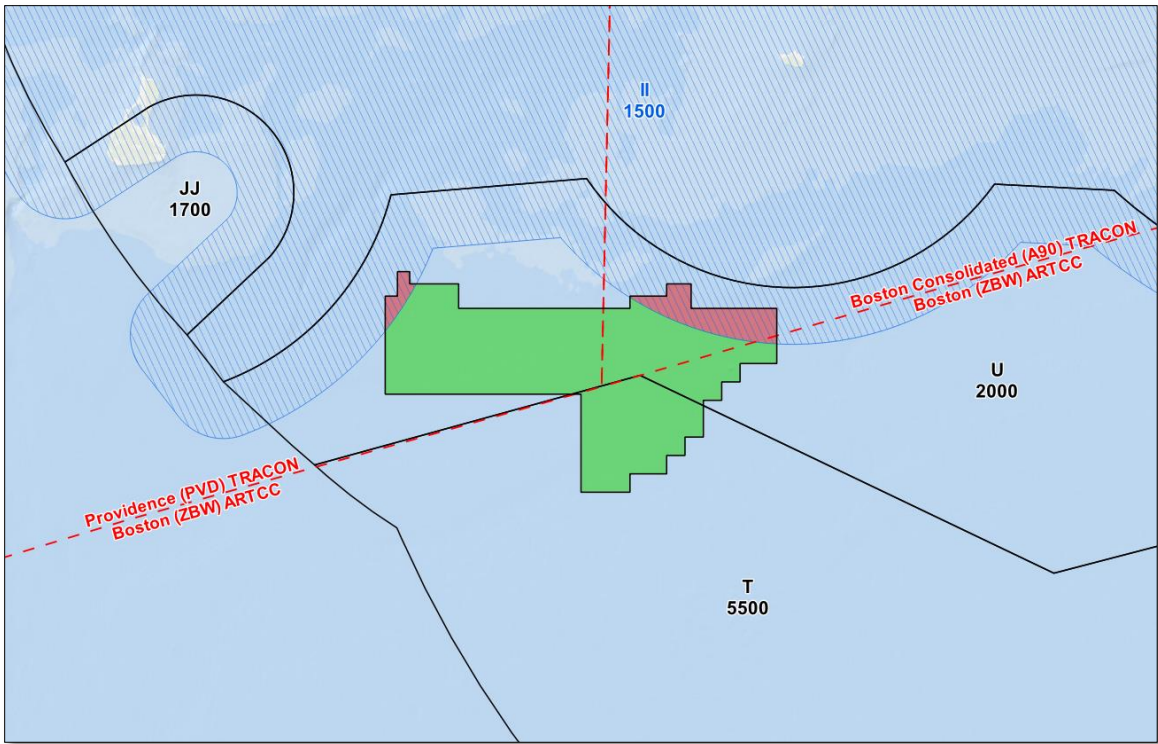 II
1500
JJ
1700
Boston Consolidated (A90) TRACON
Boston (ZBW) ARTCC
U
2000
Providence (PVD) TRACON
Boston (ZBW) ARTCC
T
5500